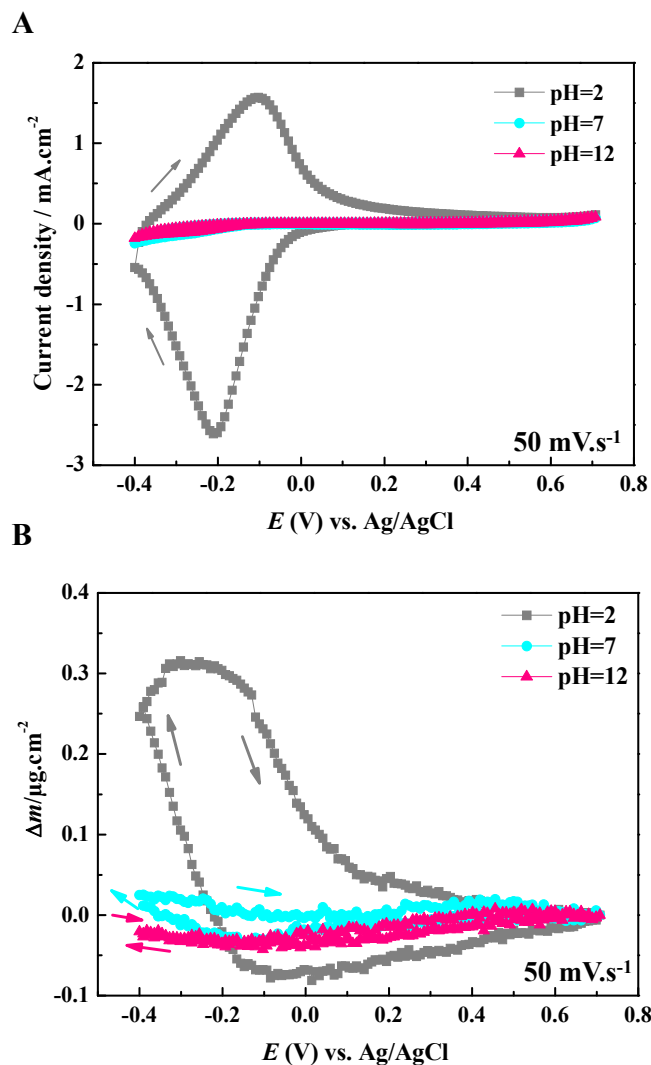 A
2
1
0
-1
-2
-3
-0.4
-0.2
0.0
0.2
0.4
0.6
0.8
Current density / mA.cm⁻²
E (V) vs. Ag/AgCl
pH=2
pH=7
pH=12
50 mV.s⁻¹
B
0.4
0.3
0.2
0.1
0.0
-0.1
-0.4
-0.2
0.0
0.2
0.4
0.6
0.8
Δm/µg.cm⁻²
E (V) vs. Ag/AgCl
pH=2
pH=7
pH=12
50 mV.s⁻¹